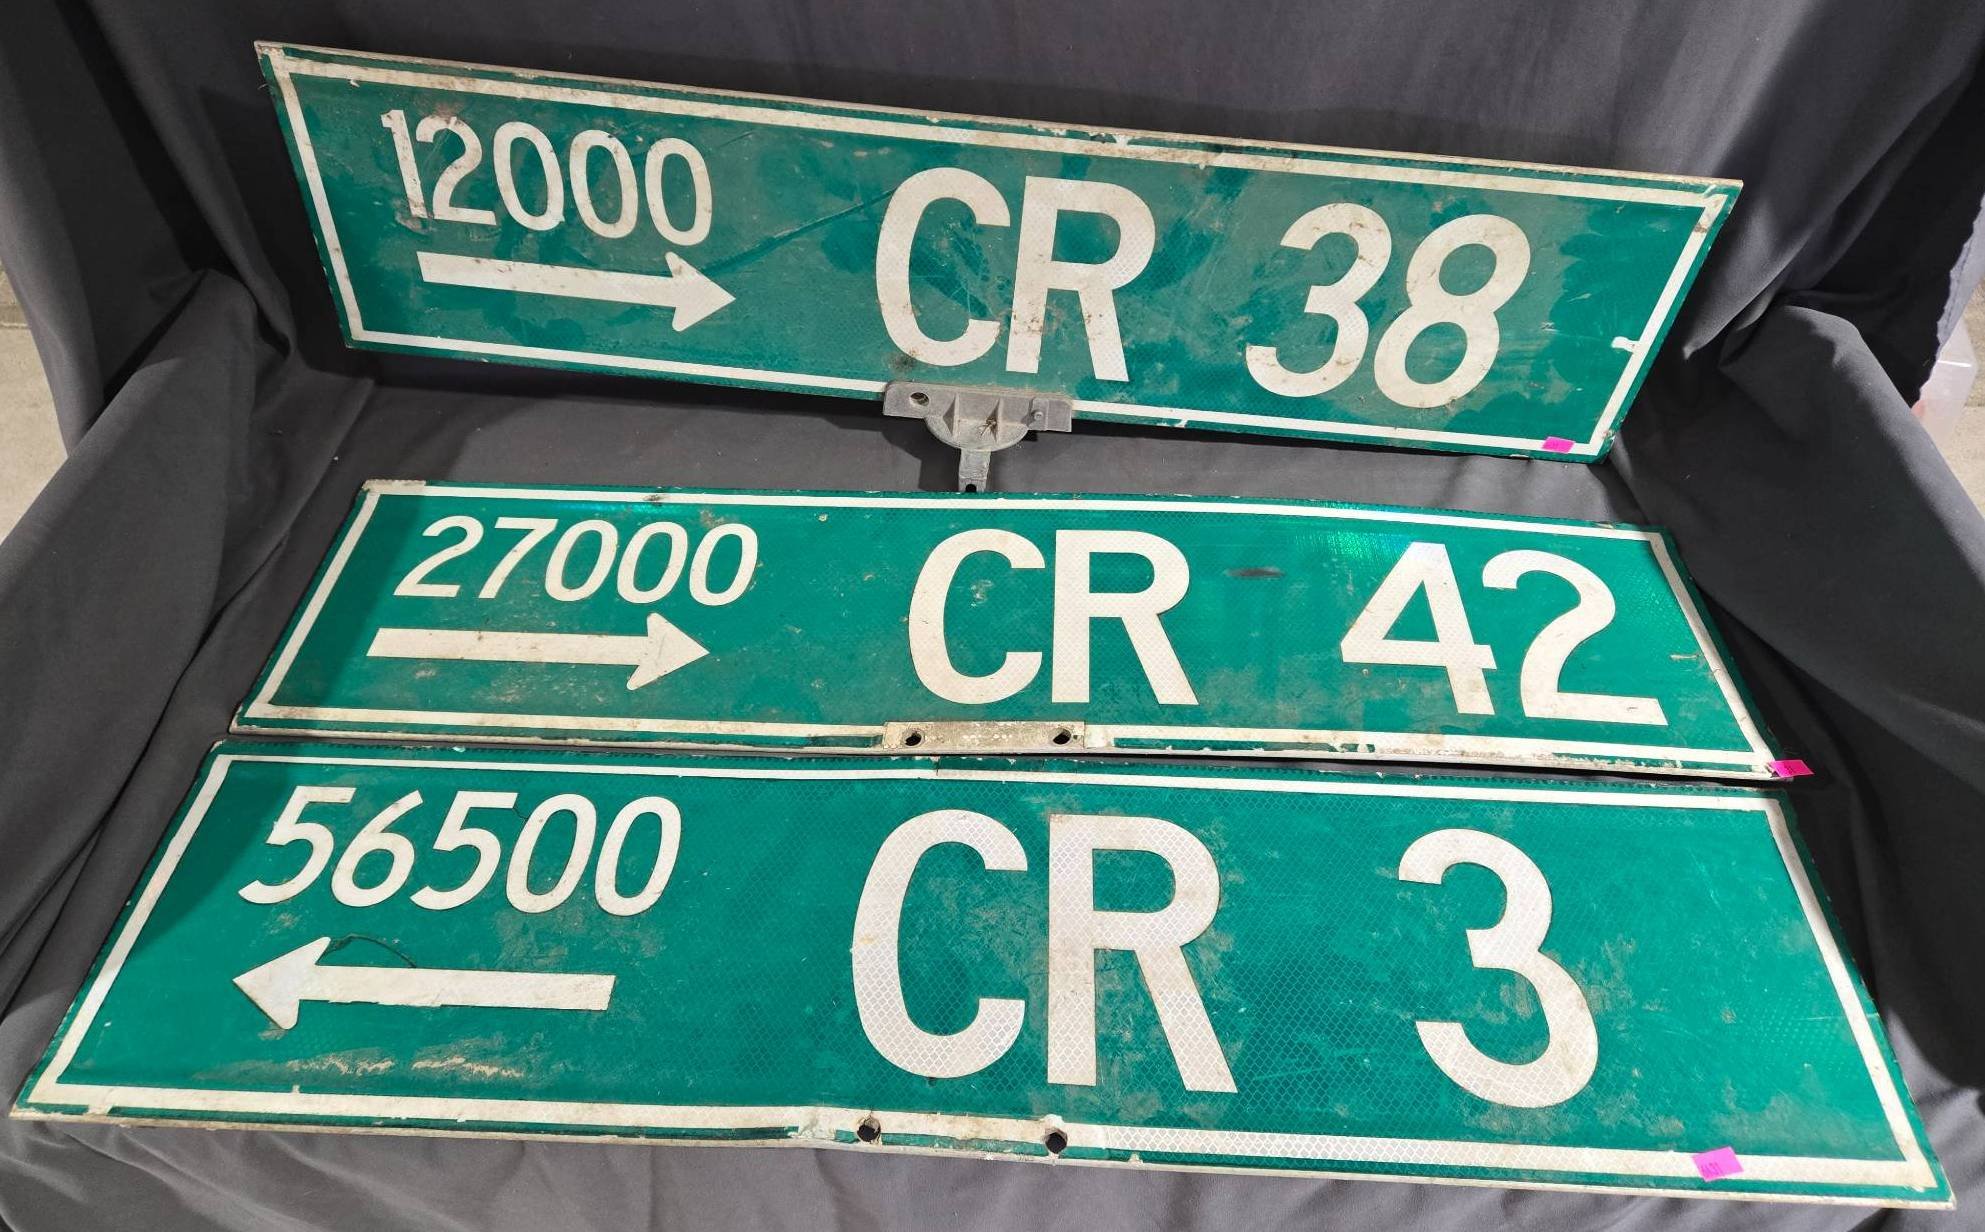 12000
→ CR 38
27000
→ CR 42
56500
← CR 3